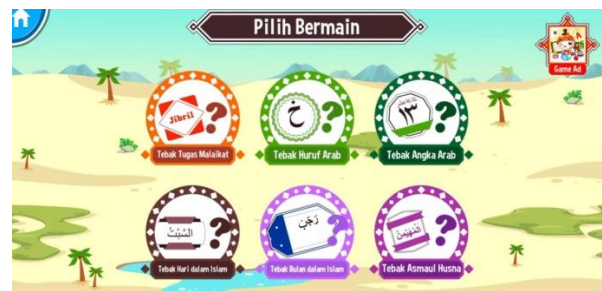 Pilih Bermain
Game Ad
Jibril
Tebak Tugas Malaikat
خ
Tebak Huruf Arab
١٣
Tebak Angka Arab
السَّبْتُ
Tebak Hari dalam Islam
رَجَبْ
Tebak Bulan dalam Islam
الْمُهَيْمِنُ
Tebak Asmaul Husna